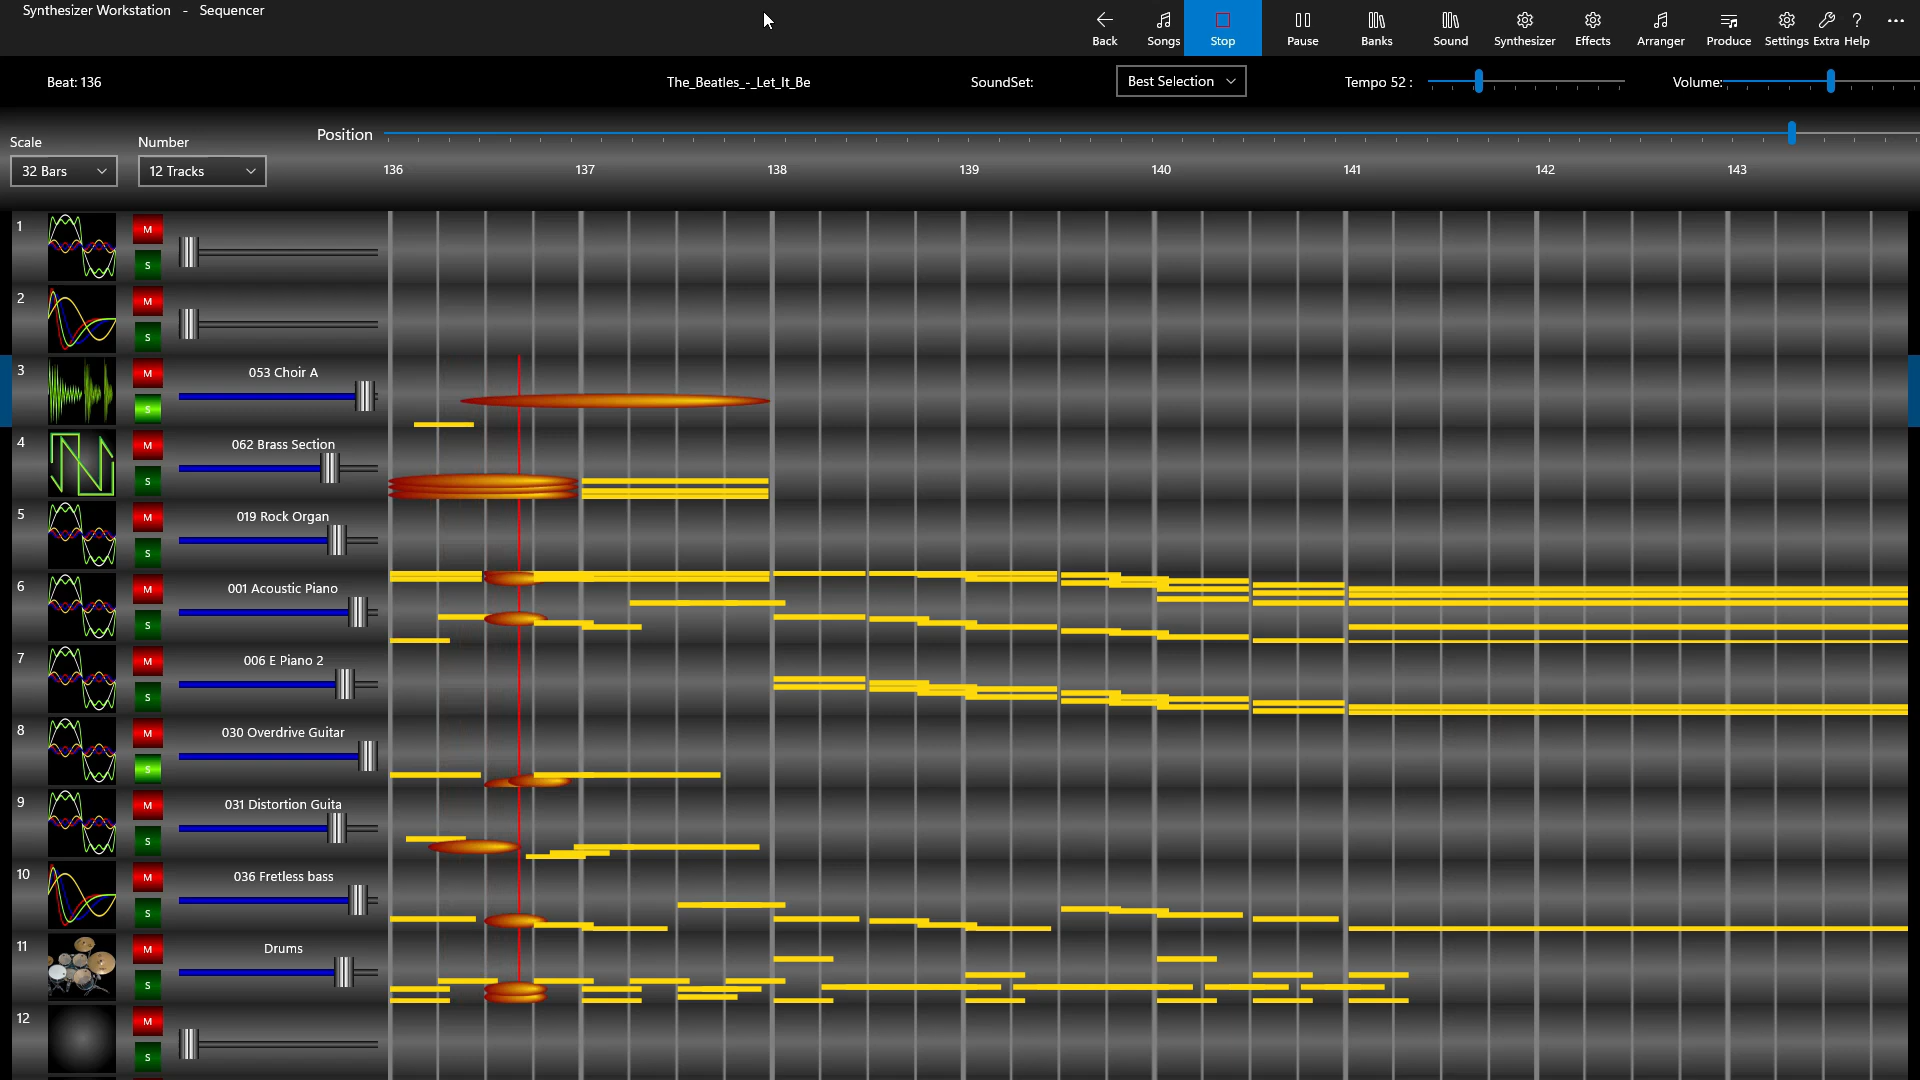 Synthesizer Workstation - Sequencer
Back
Songs
Stop
Pause
Banks
Sound
Synthesizer
Effects
Arranger
Produce
Settings
Extra
Help
Beat: 136
The_Beatles_-_Let_It_Be
SoundSet:
Best Selection
Tempo 52 :
Volume:
Scale
Number
Position
32 Bars
12 Tracks
136 137 138 139 140 141 142 143
1
M
S
2
M
S
3
M
053 Choir A
S
4
M
062 Brass Section
S
5
M
019 Rock Organ
S
6
M
001 Acoustic Piano
S
7
M
006 E Piano 2
S
8
M
030 Overdrive Guitar
S
9
M
031 Distortion Guita
S
10
M
036 Fretless bass
S
11
M
Drums
S
12
M
S